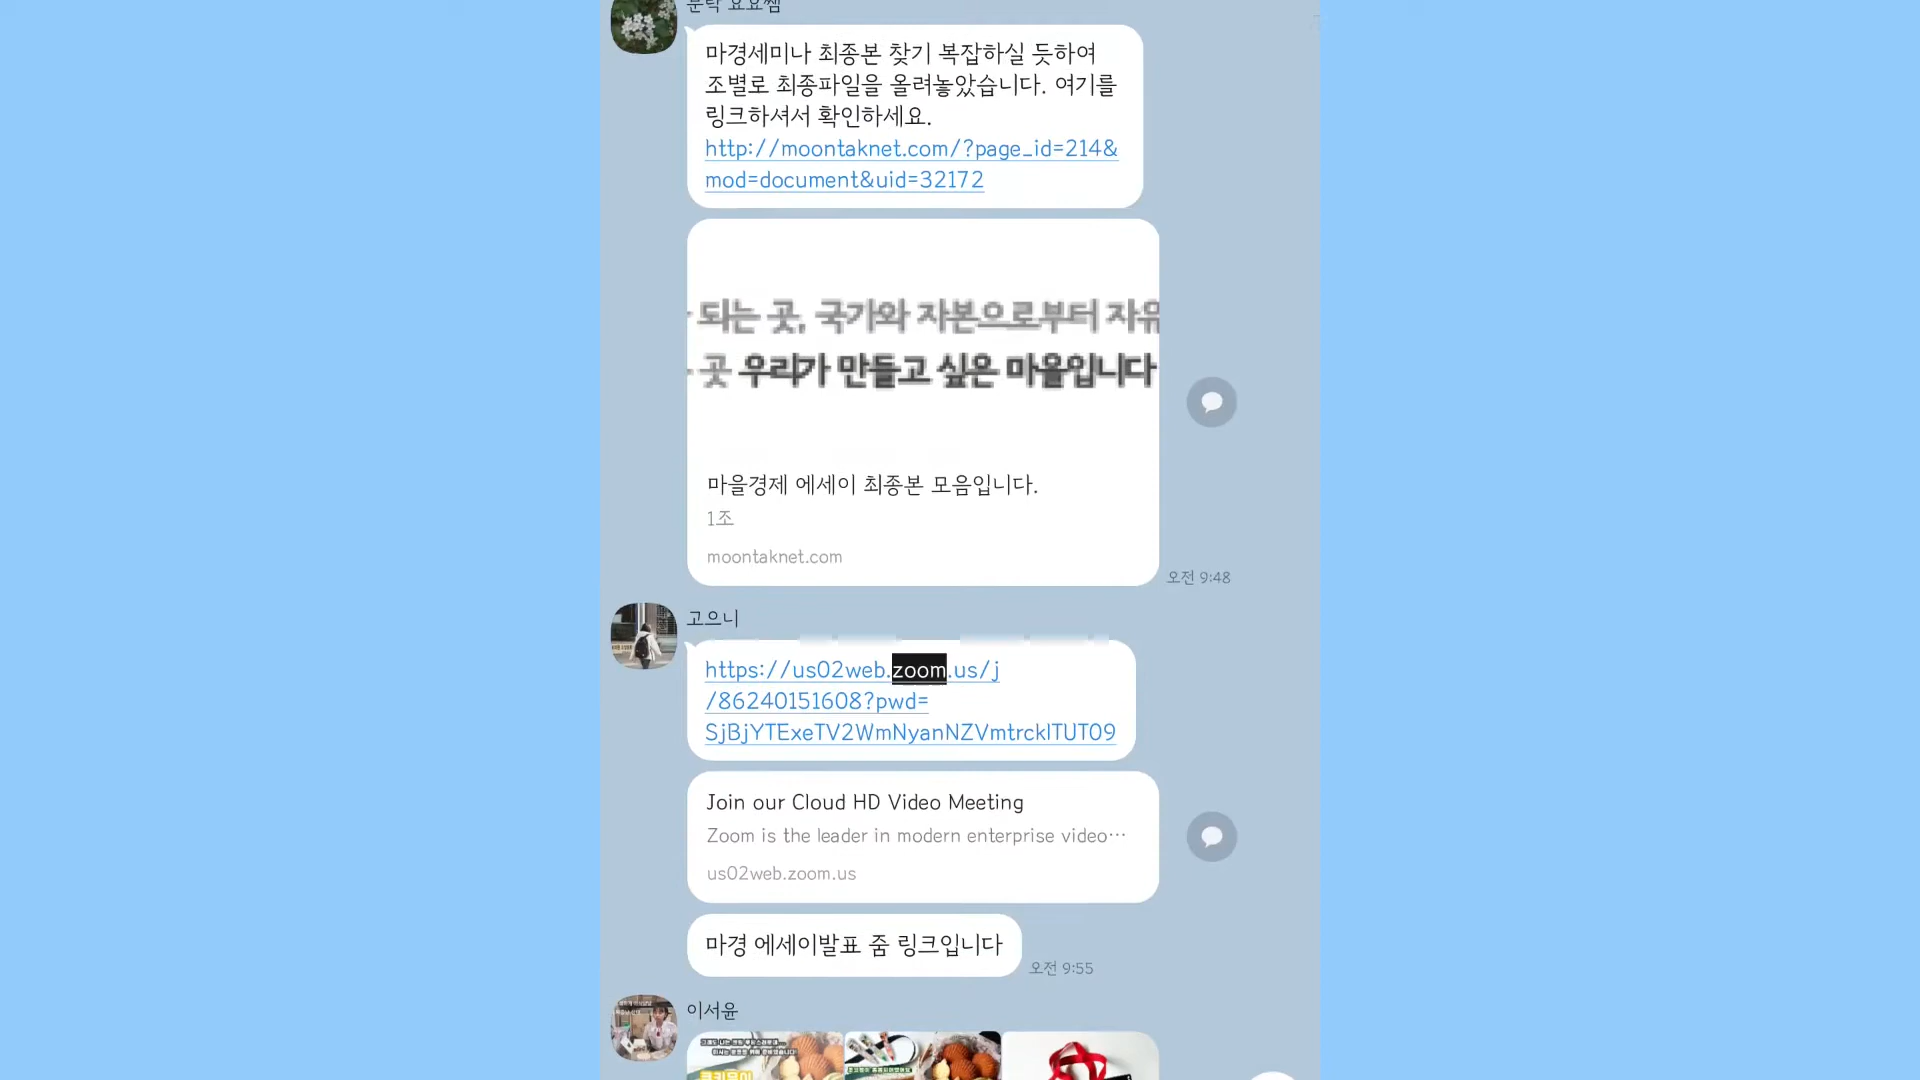 문탁 요요쌤
마경세미나 최종본 찾기 복잡하실 듯하여
조별로 최종파일을 올려놓았습니다. 여기를
링크하셔서 확인하세요.
http://moontaknet.com/?page_id=214&
mod=document&uid=32172
되는 곳, 국가와 자본으로부터 자유
곳 우리가 만들고 싶은 마을입니다
마을경제 에세이 최종본 모음입니다.
1조
moontaknet.com
오전 9:48
고으니
https://us02web.zoom.us/j
/86240151608?pwd=
SjBjYTExeTV2WmNyanNZVmtrcklTUT09
Join our Cloud HD Video Meeting
Zoom is the leader in modern enterprise video…
us02web.zoom.us
마경 에세이발표 줌 링크입니다
오전 9:55
이서윤